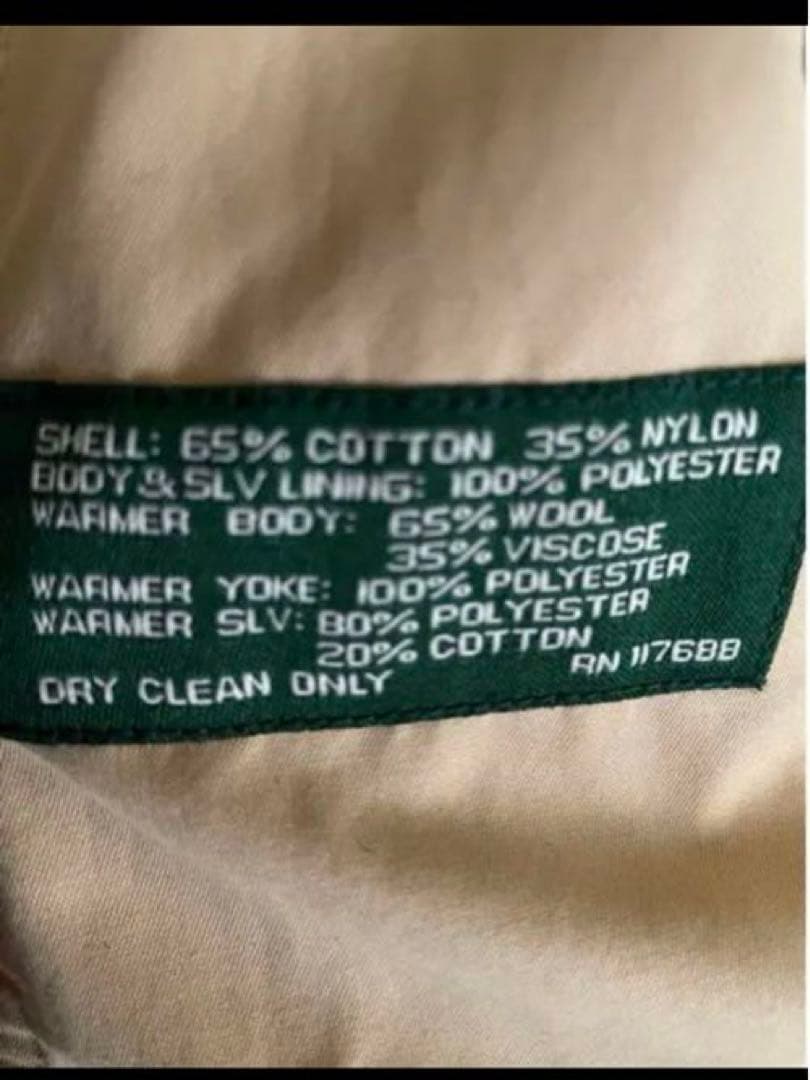 SHELL: 65% COTTON 35% NYLON
BODY & SLV LINING: 100% POLYESTER
WARMER BODY: 65% WOOL
35% VISCOSE
WARMER YOKE: 100% POLYESTER
WARMER SLV: 80% POLYESTER
20% COTTON
RN 117688
DRY CLEAN ONLY